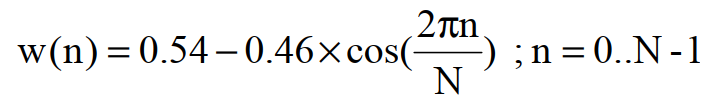 w(n) = 0.54 − 0.46 × cos(2πn/N) ; n = 0..N - 1